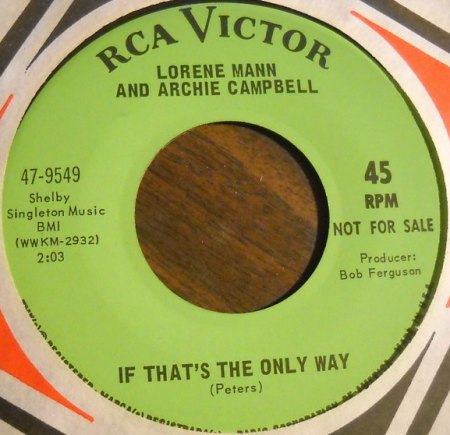 RCA VICTOR
LORENE MANN
AND ARCHIE CAMPBELL
47-9549
Shelby
Singleton Music
BMI
(WWKM-2932)
2:03
45
RPM
NOT FOR SALE
Producer:
Bob Ferguson
IF THAT'S THE ONLY WAY
(Peters)